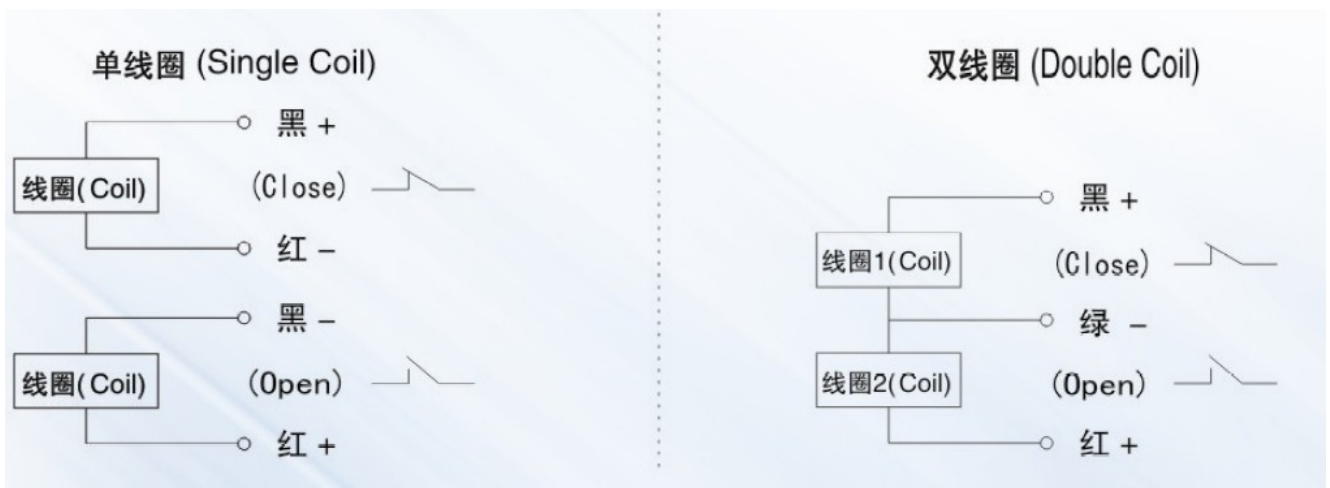 单线圈 (Single Coil)
黑 +
线圈(Coil)
(Close)
红 -
黑 -
线圈(Coil)
(Open)
红 +
双线圈 (Double Coil)
黑 +
线圈1(Coil)
(Close)
绿 -
线圈2(Coil)
(Open)
红 +